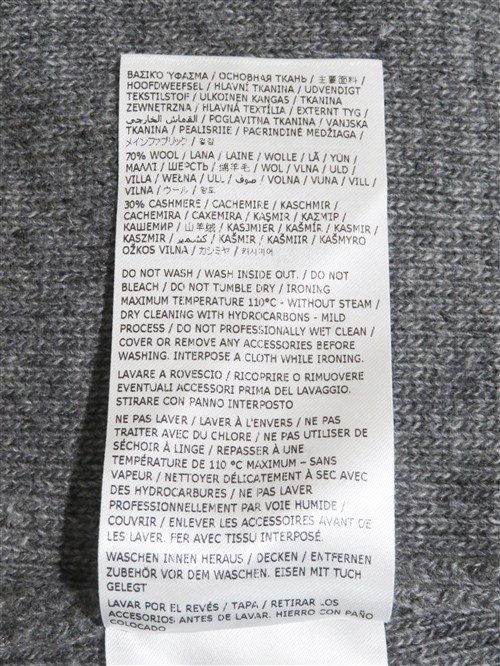 ΒΑΣΙΚΌ ΎΦΑΣΜΑ / ОСНОВНАЯ ТКАНЬ / 主要面料 /
HOOFDWEEFSEL / HLAVNÍ TKANINA / UDVENDIGT
TEKSTILSTOF / ULKOINEN KANGAS / TKANINA
ZEWNETRZNA / HLAVNÁ TEXTÍLIA / EXTERNT TYG /
القماش الخارجي / POGLAVITNA TKANINA / VANJSKA
TKANINA / PEALISRIIE / PAGRINDINĖ MEDŽIAGA /
メインファブリック / 겉감
70% WOOL / LANA / LAINE / WOLLE / LÃ / YÜN /
ΜΑΛΛΊ / ШЕРСТЬ / 绵羊毛 / WOL / VLNA / ULD /
VILLA / WEŁNA / ULL / صوف / VOLNA / VUNA / VILL /
VILNA / ウール / 양모
30% CASHMERE / CACHEMIRE / KASCHMIR /
CACHEMIRA / CAXEMIRA / KAŞMIR / ΚΑΣΜΊΡ /
КАШЕМИР / 山羊绒 / KASJMIER / KAŠMÍR / KASMIR /
KASZMIR / كشمير / KAŠMIR / KAŠMIIR / KAŠMYRO
OŽKOS VILNA / カシミヤ / 캐시미어
DO NOT WASH / WASH INSIDE OUT. / DO NOT
BLEACH / DO NOT TUMBLE DRY / IRONING
MAXIMUM TEMPERATURE 110°C - WITHOUT STEAM /
DRY CLEANING WITH HYDROCARBONS - MILD
PROCESS / DO NOT PROFESSIONALLY WET CLEAN /
COVER OR REMOVE ANY ACCESSORIES BEFORE
WASHING. INTERPOSE A CLOTH WHILE IRONING.
LAVARE A ROVESCIO / RICOPRIRE O RIMUOVERE
EVENTUALI ACCESSORI PRIMA DEL LAVAGGIO.
STIRARE CON PANNO INTERPOSTO
NE PAS LAVER / LAVER À L'ENVERS / NE PAS
TRAITER AVEC DU CHLORE / NE PAS UTILISER DE
SÉCHOIR À LINGE / REPASSER À UNE
TEMPÉRATURE DE 110 °C MAXIMUM – SANS
VAPEUR / NETTOYER DÉLICATEMENT À SEC AVEC
DES HYDROCARBURES / NE PAS LAVER
PROFESSIONNELLEMENT PAR VOIE HUMIDE /
COUVRIR / ENLEVER LES ACCESSOIRES AVANT DE
LES LAVER. FER AVEC TISSU INTERPOSÉ.
WASCHEN INNEN HERAUS / DECKEN / ENTFERNEN
ZUBEHÖR VOR DEM WASCHEN. EISEN MIT TUCH
GELEGT
LAVAR POR EL REVÉS / TAPA / RETIRAR LOS
ACCESORIOS ANTES DE LAVAR. HIERRO CON PAÑO
COLOCADO